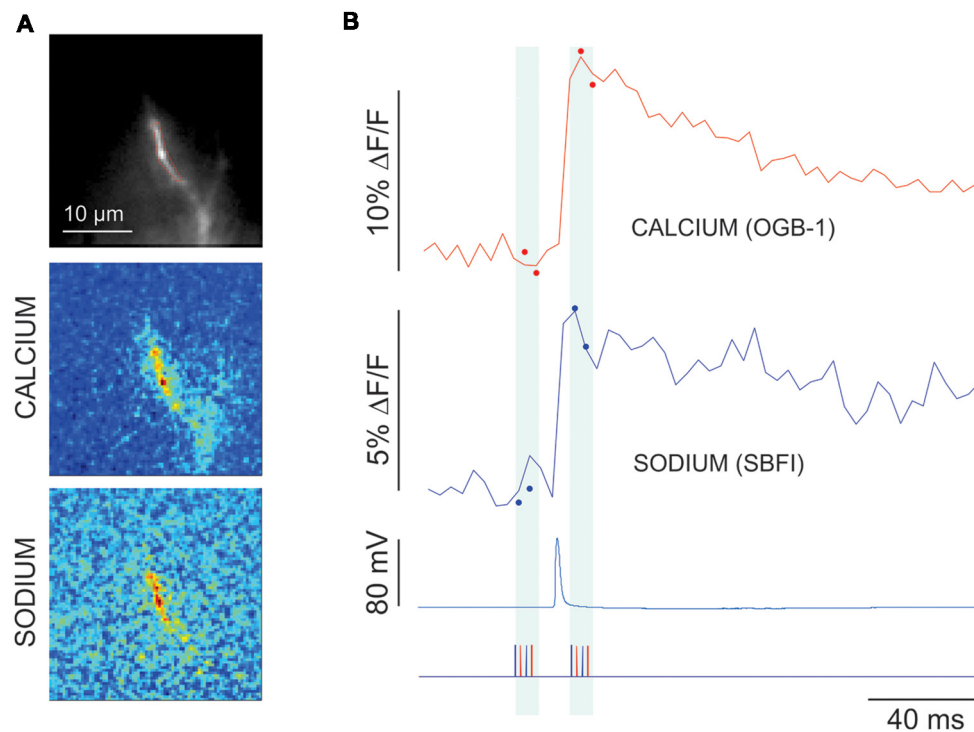 A
B
10 µm
CALCIUM
SODIUM
10% ΔF/F
CALCIUM (OGB-1)
5% ΔF/F
SODIUM (SBFI)
80 mV
40 ms